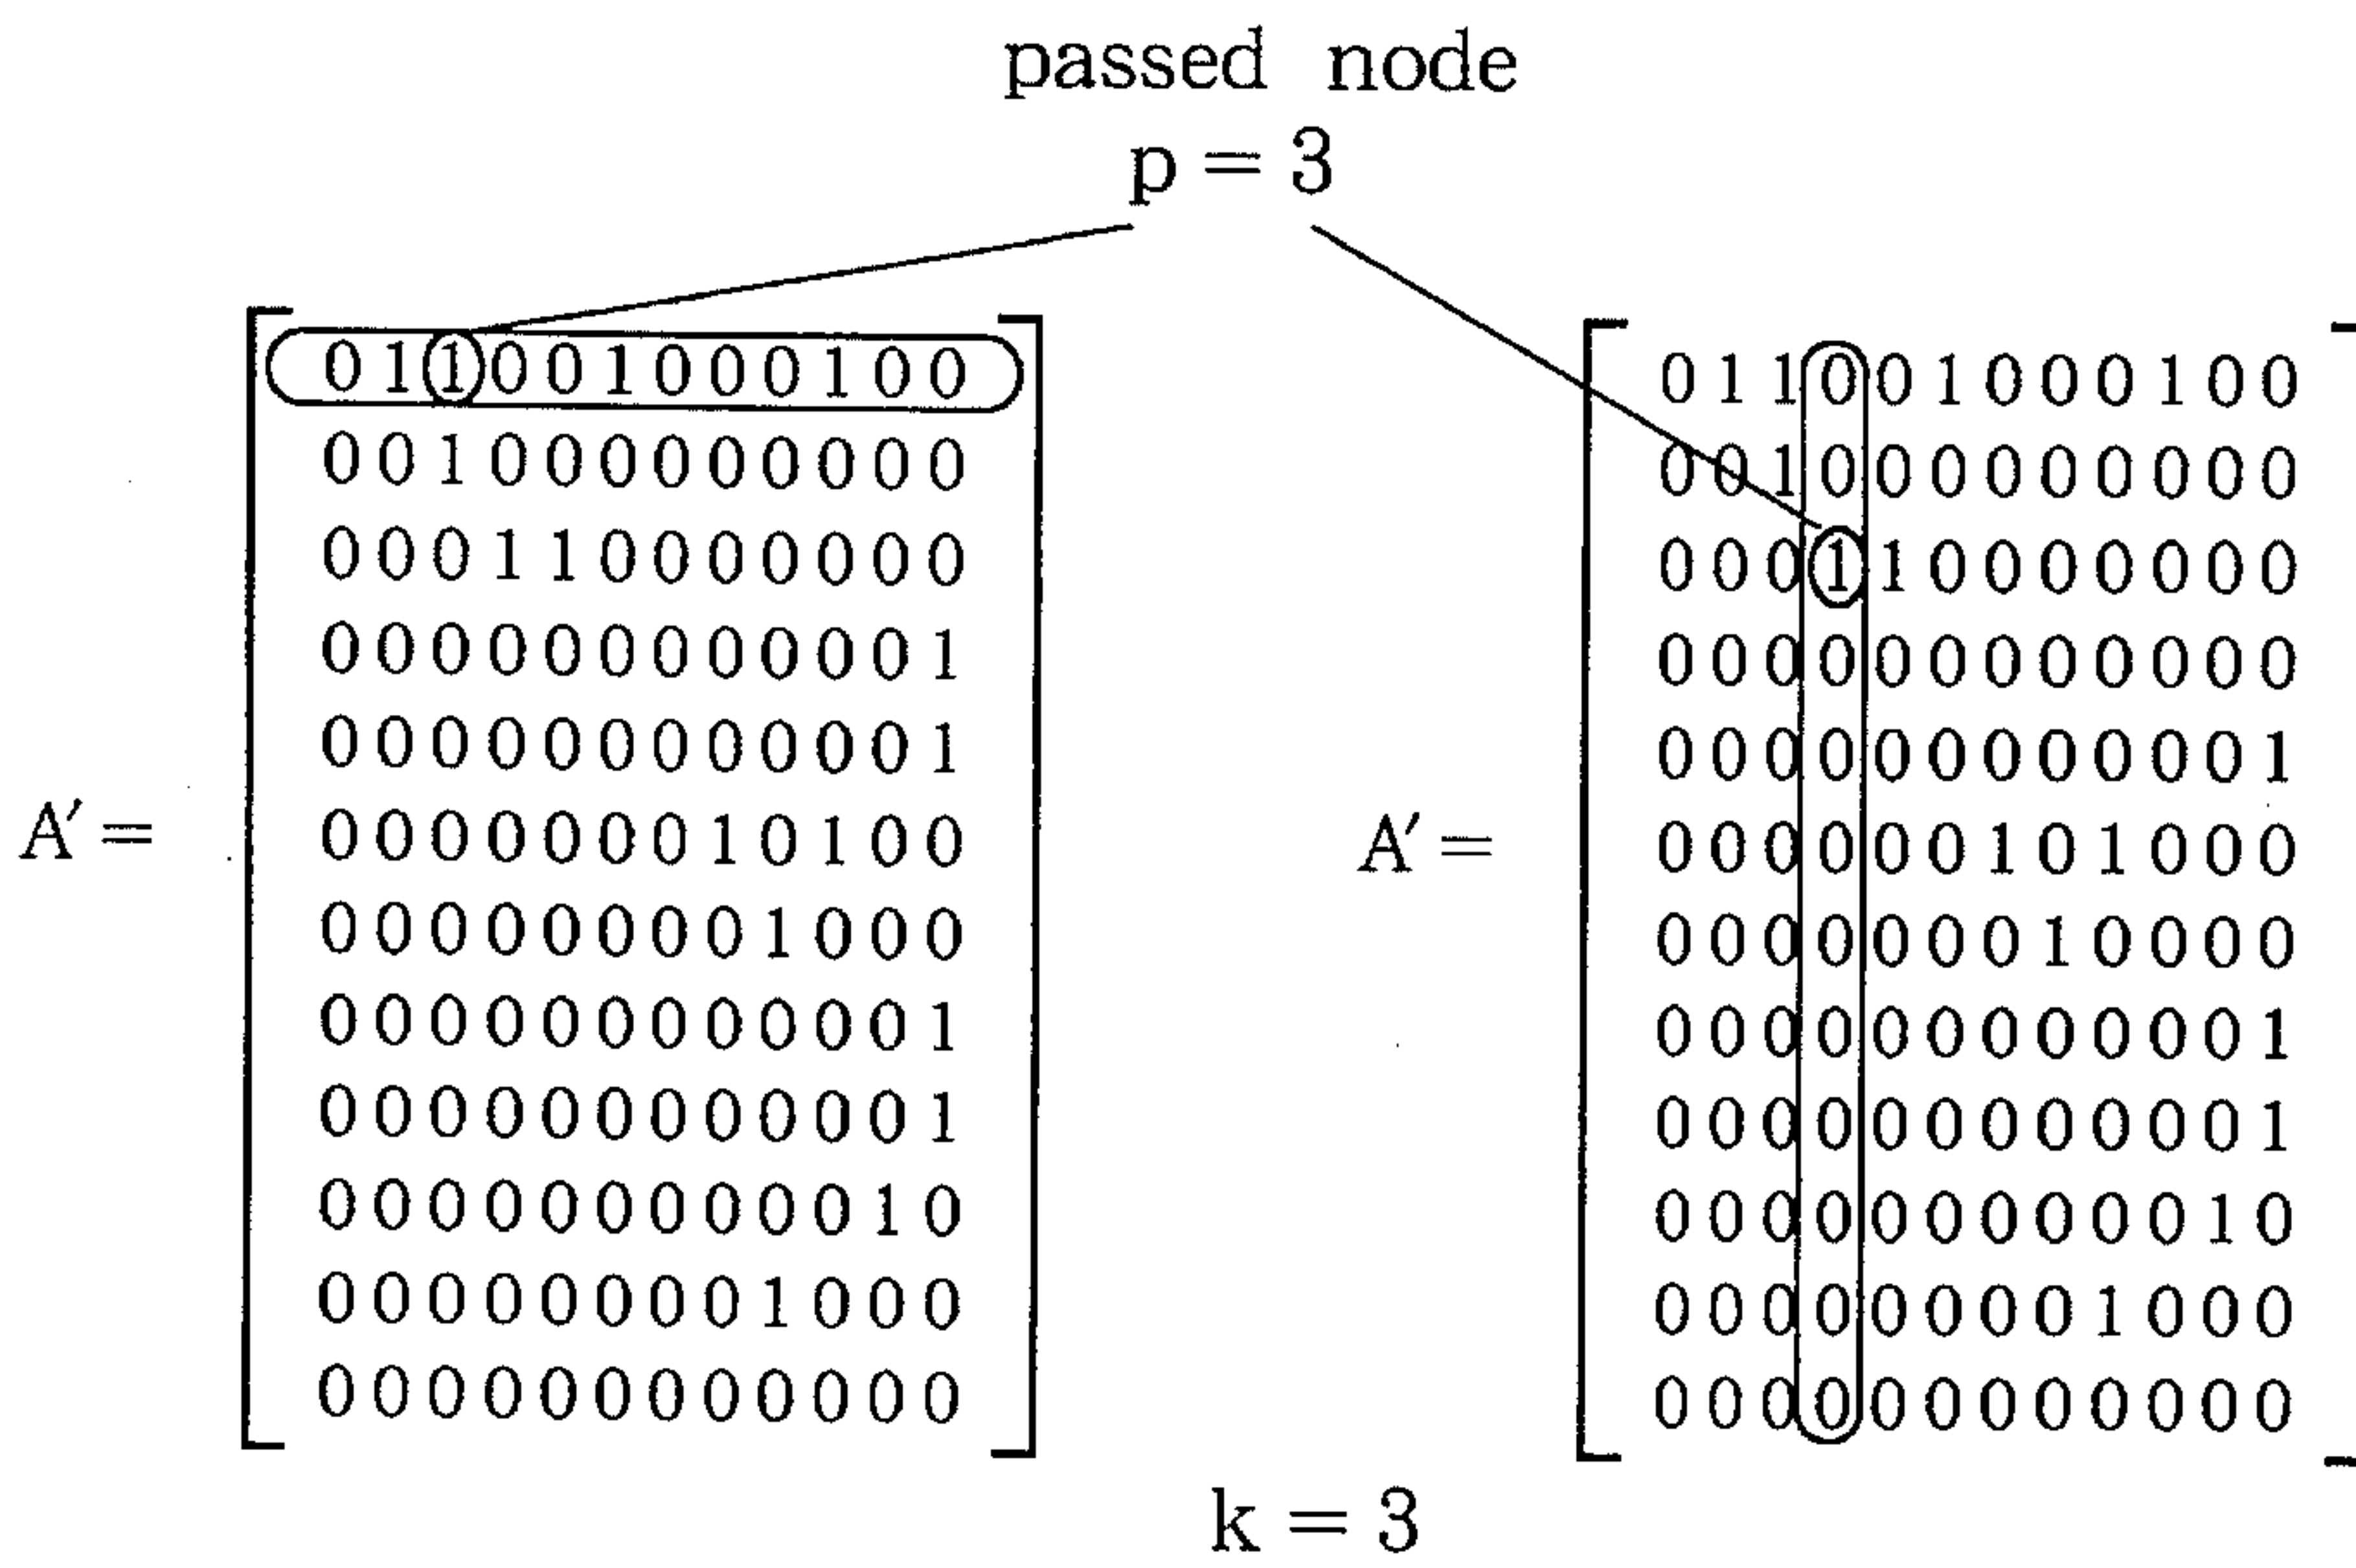 passed node
p = 3
A′ =
0 1 1 0 0 1 0 0 0 1 0 0
0 0 1 0 0 0 0 0 0 0 0 0
0 0 0 1 1 0 0 0 0 0 0 0
0 0 0 0 0 0 0 0 0 0 0 1
0 0 0 0 0 0 0 0 0 0 0 1
0 0 0 0 0 0 0 1 0 1 0 0
0 0 0 0 0 0 0 0 1 0 0 0
0 0 0 0 0 0 0 0 0 0 0 1
0 0 0 0 0 0 0 0 0 0 0 1
0 0 0 0 0 0 0 0 0 0 1 0
0 0 0 0 0 0 0 0 1 0 0 0
0 0 0 0 0 0 0 0 0 0 0 0
A′ =
0 1 1 0 0 1 0 0 0 1 0 0
0 0 1 0 0 0 0 0 0 0 0 0
0 0 0 1 1 0 0 0 0 0 0 0
0 0 0 0 0 0 0 0 0 0 0 0
0 0 0 0 0 0 0 0 0 0 0 1
0 0 0 0 0 0 1 0 1 0 0 0
0 0 0 0 0 0 0 1 0 0 0 0
0 0 0 0 0 0 0 0 0 0 0 1
0 0 0 0 0 0 0 0 0 0 0 1
0 0 0 0 0 0 0 0 0 0 1 0
0 0 0 0 0 0 0 0 1 0 0 0
0 0 0 0 0 0 0 0 0 0 0 0
k = 3